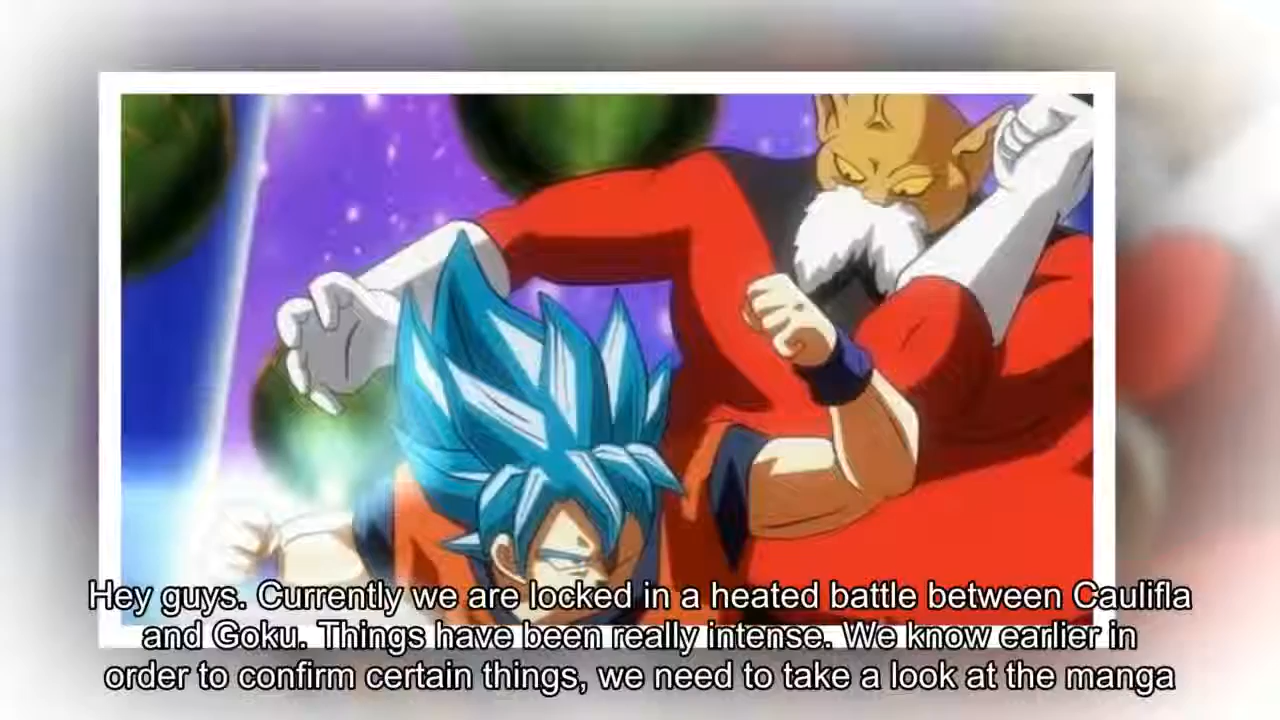 Hey guys. Currently we are locked in a heated battle between Caulifla
and Goku. Things have been really intense. We know earlier in
order to confirm certain things, we need to take a look at the manga